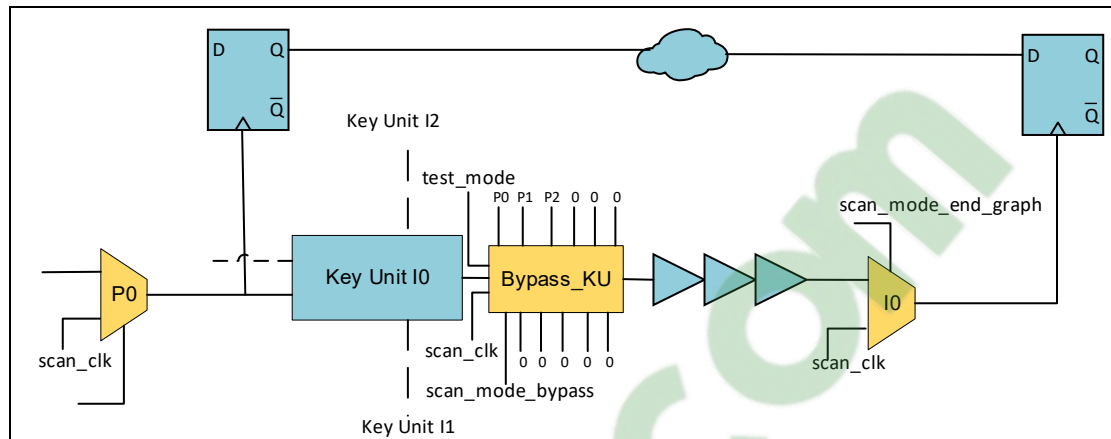 D Q
Q
D Q
Q
Key Unit I2
test_mode
P0 P1 P2 0 0 0
scan_mode_end_graph
P0
Key Unit I0
Bypass_KU
I0
scan_clk
scan_clk
0 0 0 0 0
scan_clk
scan_mode_bypass
Key Unit I1
com